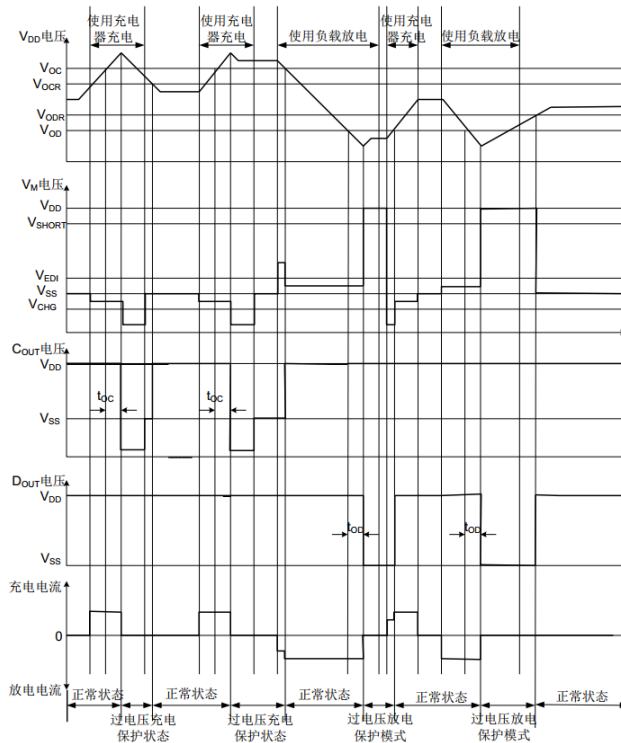 使用充电
器充电
使用充电
器充电
使用负载放电
使用充电
器充电
使用负载放电
VDD电压
VOC
VOCR
VODR
VOD
VM电压
VDD
VSHORT
VEDI
VSS
VCHG
COUT电压
VDD
tOC
tOC
VSS
DOUT电压
VDD
tOD
tOD
VSS
充电电流
0
放电电流
正常状态
正常状态
正常状态
正常状态
正常状态
过电压充电
保护状态
过电压充电
保护状态
过电压放电
保护模式
过电压放电
保护模式